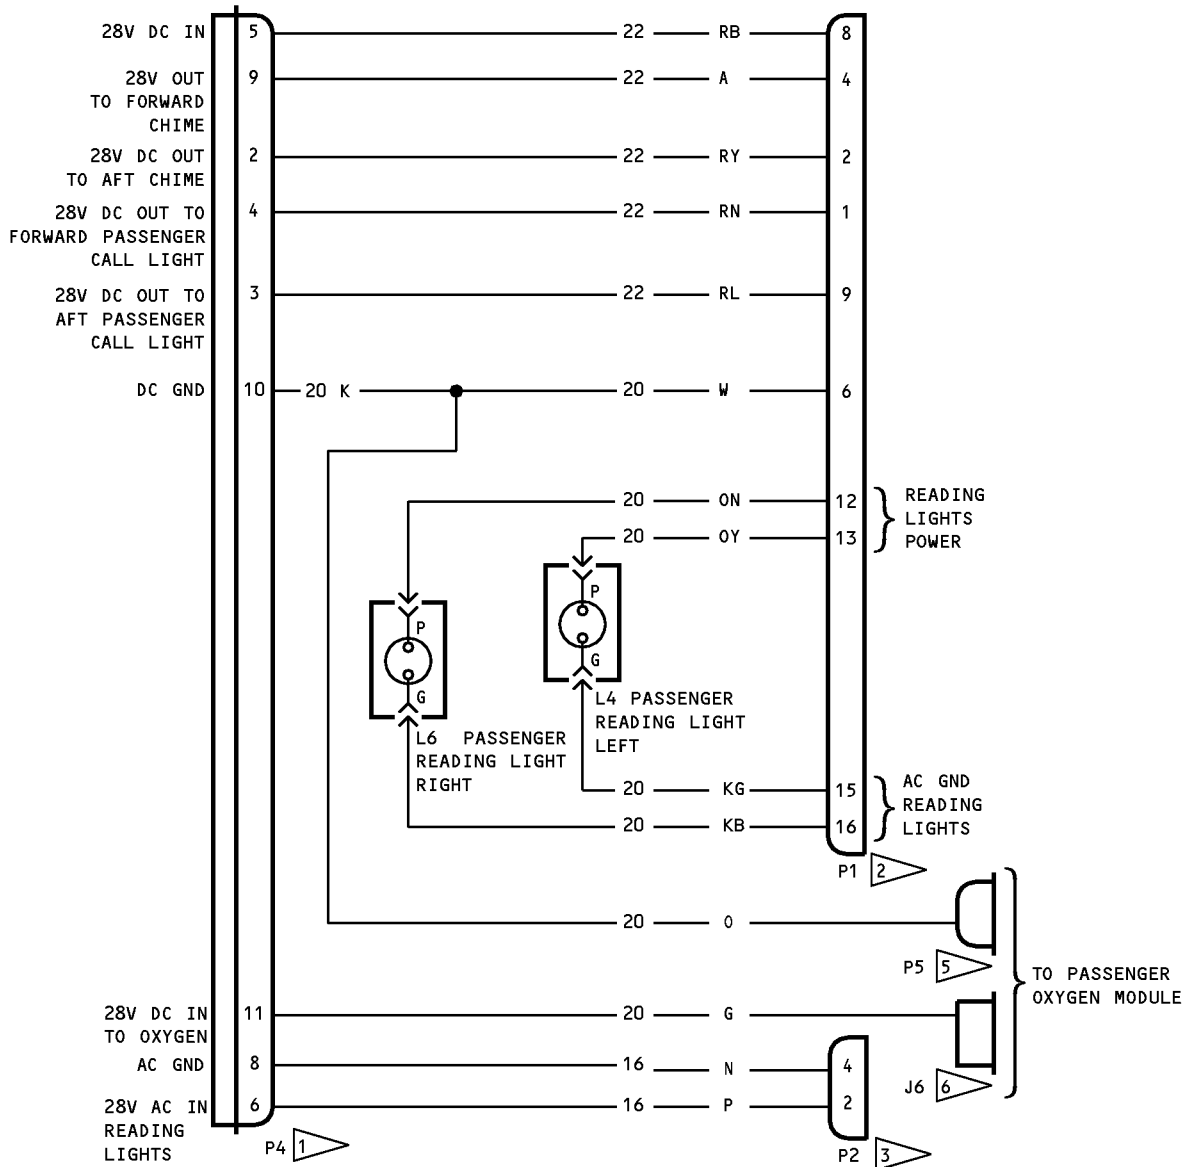 28V DC IN 5 22 RB 8
28V OUT 9 22 A 4
TO FORWARD
CHIME
28V DC OUT 2 22 RY 2
TO AFT CHIME
28V DC OUT TO 4 22 RN 1
FORWARD PASSENGER
CALL LIGHT
28V DC OUT TO 3 22 RL 9
AFT PASSENGER
CALL LIGHT
DC GND 10 20 K 20 W 6
20 ON 12
READING
LIGHTS
POWER
20 OY 13
P
G
P
G
L4 PASSENGER
READING LIGHT
LEFT
L6 PASSENGER
READING LIGHT
RIGHT
20 KG 15
20 KB 16
AC GND
READING
LIGHTS
P1 2
20 O
P5 5
TO PASSENGER
OXYGEN MODULE
28V DC IN 11 20 G
TO OXYGEN
AC GND 8 16 N 4
J6 6
28V AC IN 6 16 P 2
READING
LIGHTS
P4 1
P2 3